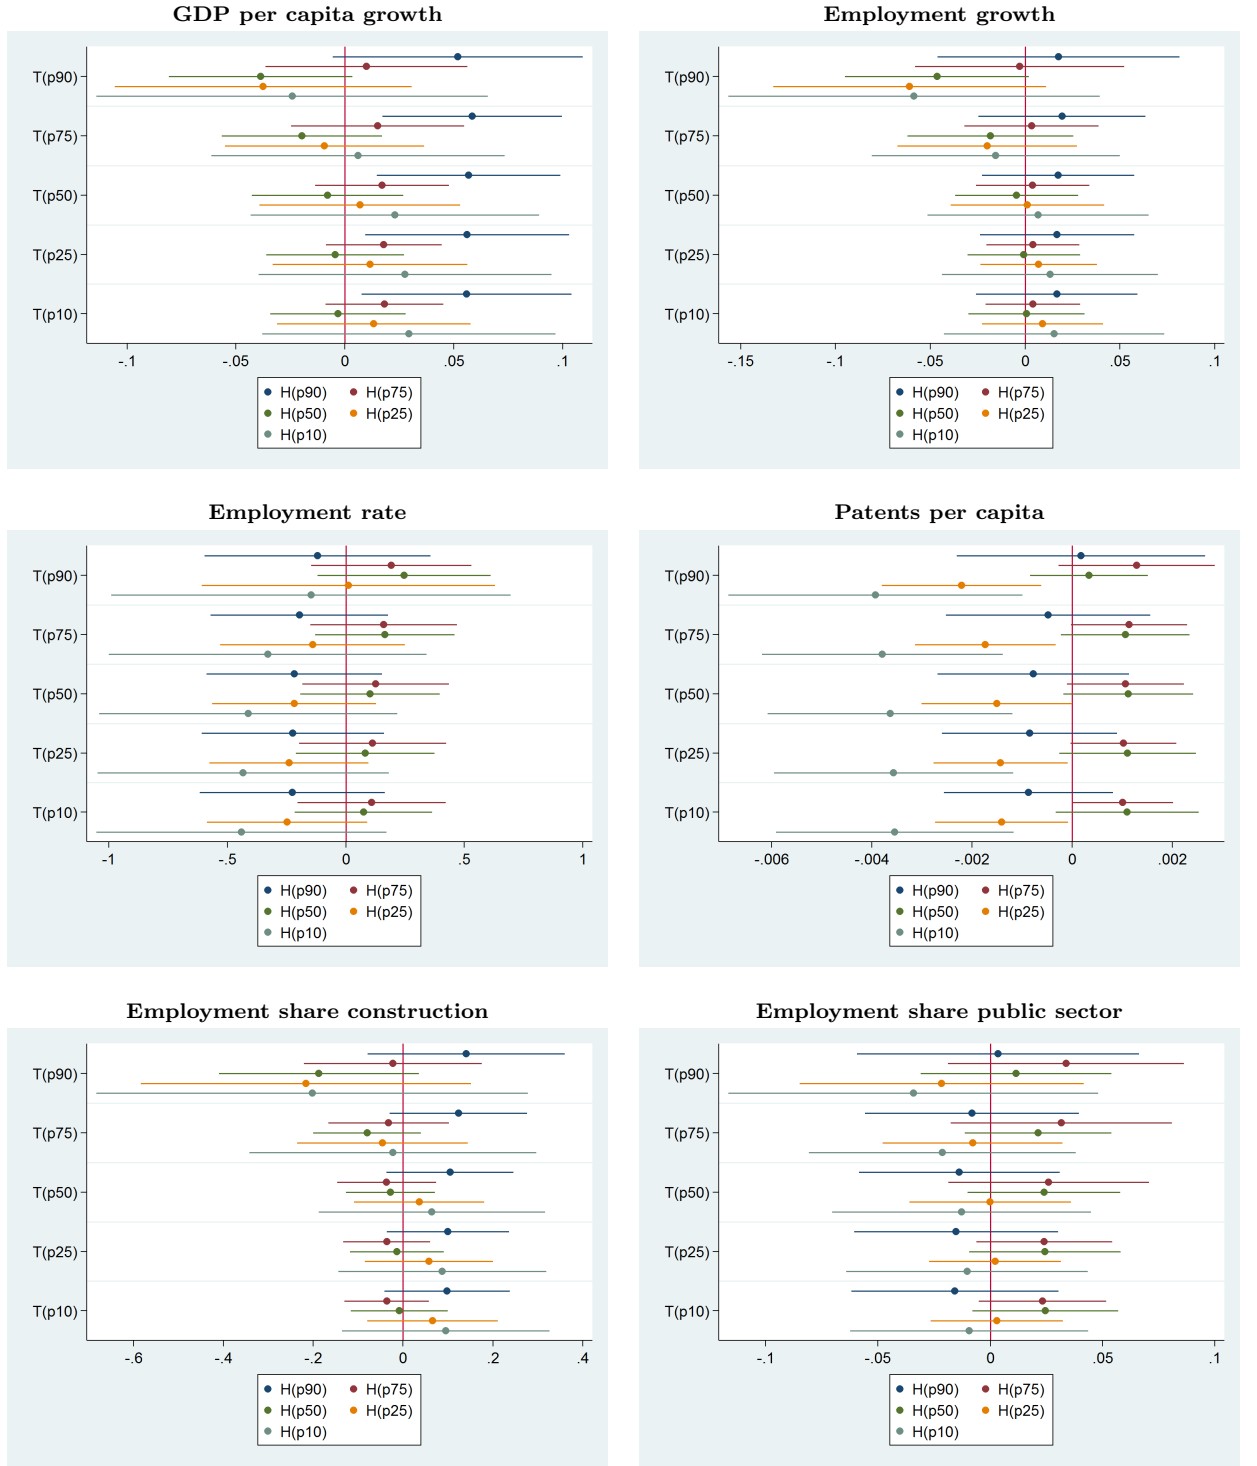 GDP per capita growth
T(p90)
T(p75)
T(p50)
T(p25)
T(p10)
-.1 -.05 0 .05 .1
H(p90) H(p75)
H(p50) H(p25)
H(p10)
Employment growth
T(p90)
T(p75)
T(p50)
T(p25)
T(p10)
-.15 -.1 -.05 0 .05 .1
H(p90) H(p75)
H(p50) H(p25)
H(p10)
Employment rate
T(p90)
T(p75)
T(p50)
T(p25)
T(p10)
-1 -.5 0 .5 1
H(p90) H(p75)
H(p50) H(p25)
H(p10)
Patents per capita
T(p90)
T(p75)
T(p50)
T(p25)
T(p10)
-.006 -.004 -.002 0 .002
H(p90) H(p75)
H(p50) H(p25)
H(p10)
Employment share construction
T(p90)
T(p75)
T(p50)
T(p25)
T(p10)
-.6 -.4 -.2 0 .2 .4
H(p90) H(p75)
H(p50) H(p25)
H(p10)
Employment share public sector
T(p90)
T(p75)
T(p50)
T(p25)
T(p10)
-.1 -.05 0 .05 .1
H(p90) H(p75)
H(p50) H(p25)
H(p10)